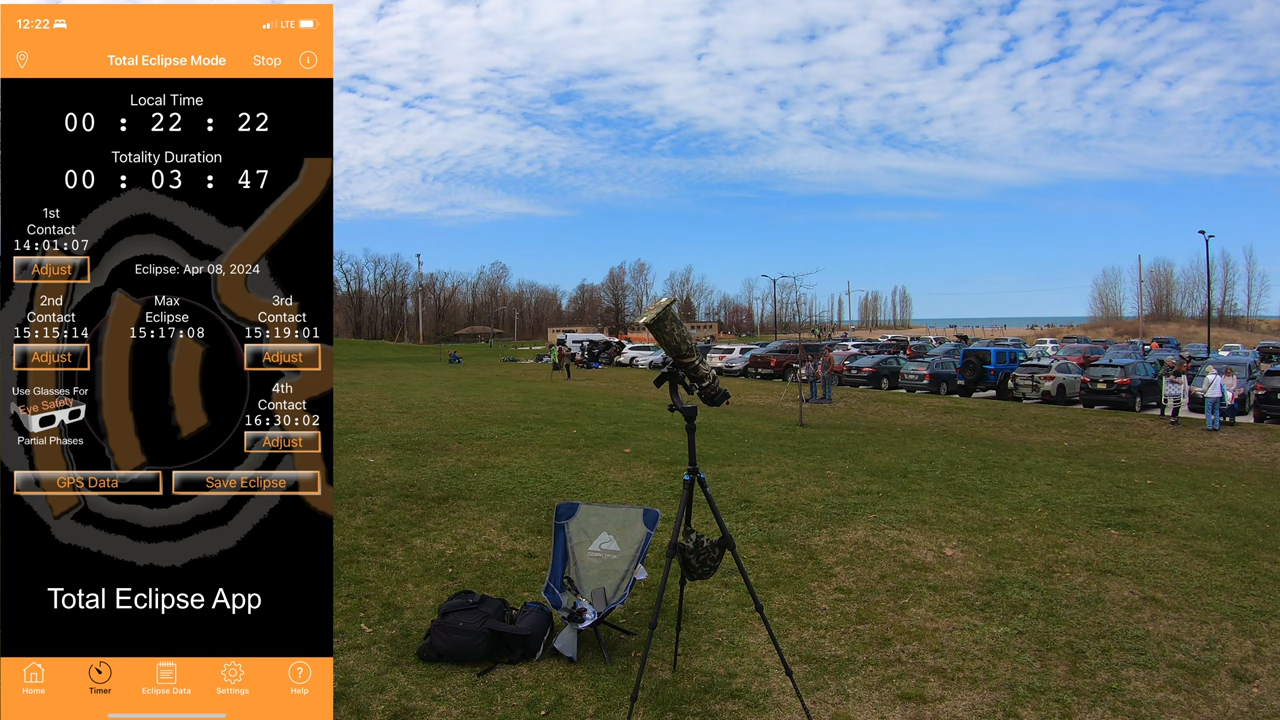 12:22
LTE
Total Eclipse Mode
Stop
i
Local Time
00 : 22 : 22
Totality Duration
00 : 03 : 47
1st
Contact
14:01:07
Adjust
Eclipse: Apr 08, 2024
2nd
Contact
15:15:14
Adjust
Max
Eclipse
15:17:08
3rd
Contact
15:19:01
Adjust
Use Glasses For
Eye Safety
Partial Phases
4th
Contact
16:30:02
Adjust
GPS Data
Save Eclipse
Total Eclipse App
Home
Timer
Eclipse Data
Settings
?
Help